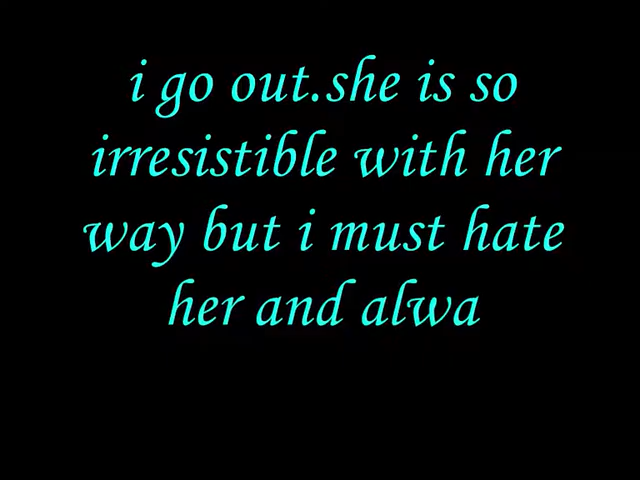 i go out.she is so
irresistible with her
way but i must hate
her and alwa